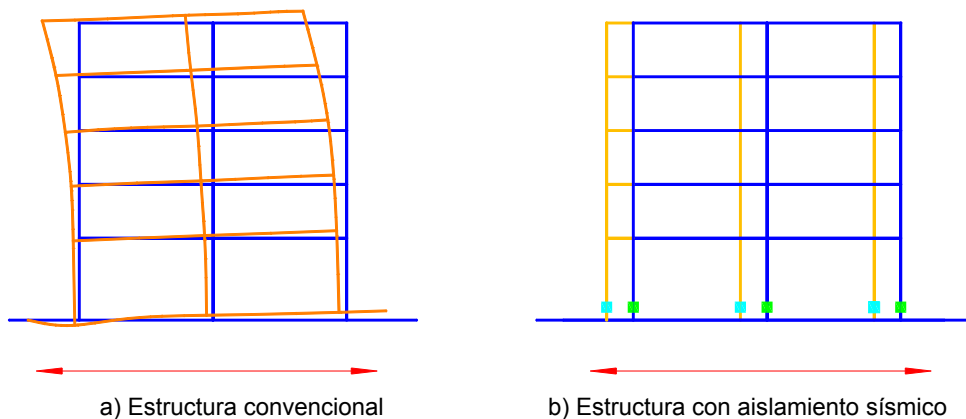 a) Estructura convencional
b) Estructura con aislamiento sísmico